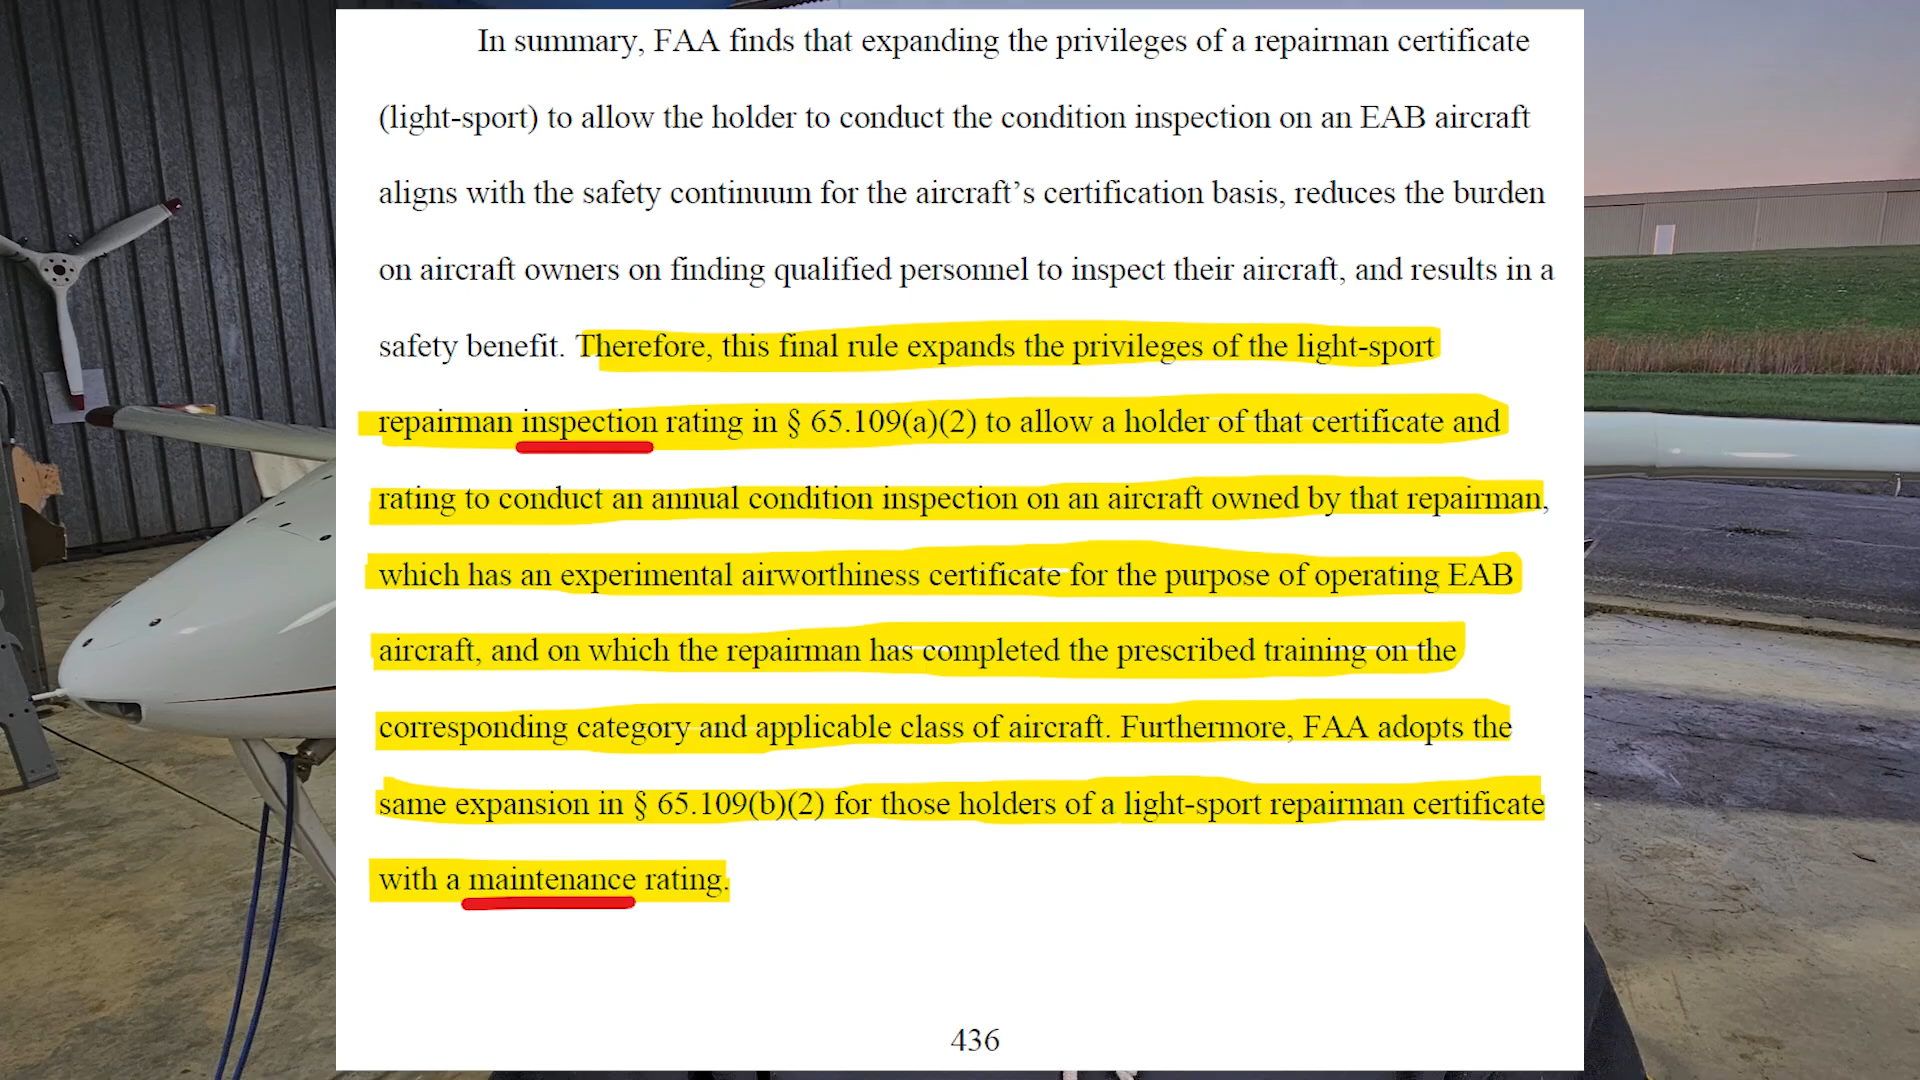 In summary, FAA finds that expanding the privileges of a repairman certificate
(light-sport) to allow the holder to conduct the condition inspection on an EAB aircraft
aligns with the safety continuum for the aircraft’s certification basis, reduces the burden
on aircraft owners on finding qualified personnel to inspect their aircraft, and results in a
safety benefit. Therefore, this final rule expands the privileges of the light-sport
repairman inspection rating in § 65.109(a)(2) to allow a holder of that certificate and
rating to conduct an annual condition inspection on an aircraft owned by that repairman,
which has an experimental airworthiness certificate for the purpose of operating EAB
aircraft, and on which the repairman has completed the prescribed training on the
corresponding category and applicable class of aircraft. Furthermore, FAA adopts the
same expansion in § 65.109(b)(2) for those holders of a light-sport repairman certificate
with a maintenance rating.
436